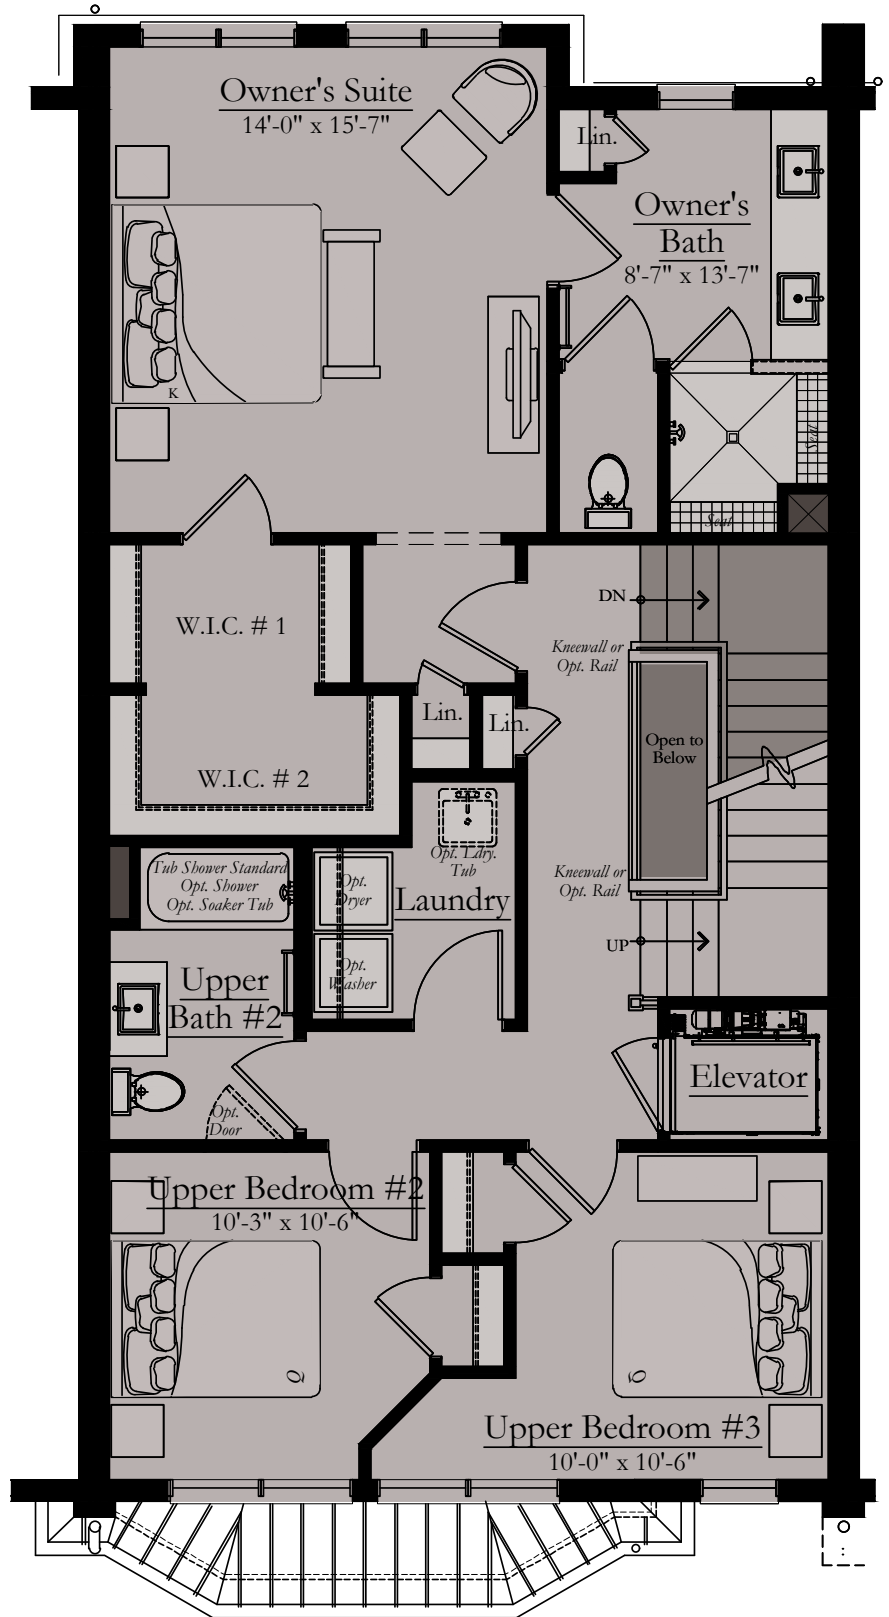 Owner's Suite
14'-0" x 15'-7"
Lin.
Owner's
Bath
8'-7" x 13'-7"
K
Seat
Seat
W.I.C. # 1
DN
Kneewall or
Opt. Rail
Lin.
Lin.
Open to
Below
W.I.C. # 2
Opt. Ldry.
Tub
Tub Shower Standard
Opt. Shower
Opt. Soaker Tub
Opt.
Dryer
Laundry
Kneewall or
Opt. Rail
UP
Opt.
Washer
Upper
Bath #2
Elevator
Opt.
Door
Upper Bedroom #2
10'-3" x 10'-6"
Q
Q
Upper Bedroom #3
10'-0" x 10'-6"